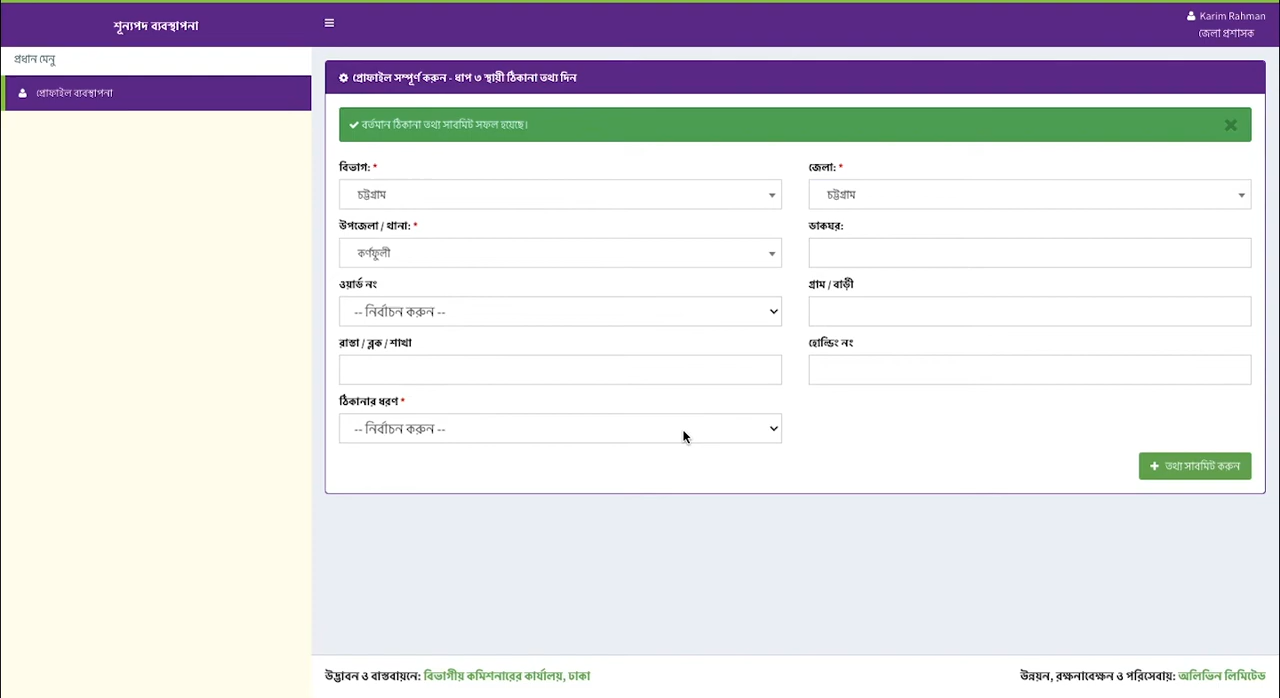 শূন্যপদ ব্যবস্থাপনা
Karim Rahman
জেলা প্রশাসক
প্রধান মেনু
প্রোফাইল ব্যবস্থাপনা
প্রোফাইল সম্পূর্ণ করুন - ধাপ ৩ স্থায়ী ঠিকানা তথ্য দিন
বর্তমান ঠিকানা তথ্য সাবমিট সফল হয়েছে।
বিভাগ: *
জেলা: *
চট্টগ্রাম
চট্টগ্রাম
উপজেলা / থানা: *
ডাকঘর:
কর্ণফুলী
ওয়ার্ড নং
গ্রাম / বাড়ী
-- নির্বাচন করুন --
রাস্তা / ব্লক / শাখা
হোল্ডিং নং
ঠিকানার ধরণ *
-- নির্বাচন করুন --
তথ্য সাবমিট করুন
উদ্ভাবন ও বাস্তবায়নে: বিভাগীয় কমিশনারের কার্যালয়, ঢাকা
উন্নয়ন, রক্ষনাবেক্ষন ও পরিসেবায়: অলিভিন লিমিটেড